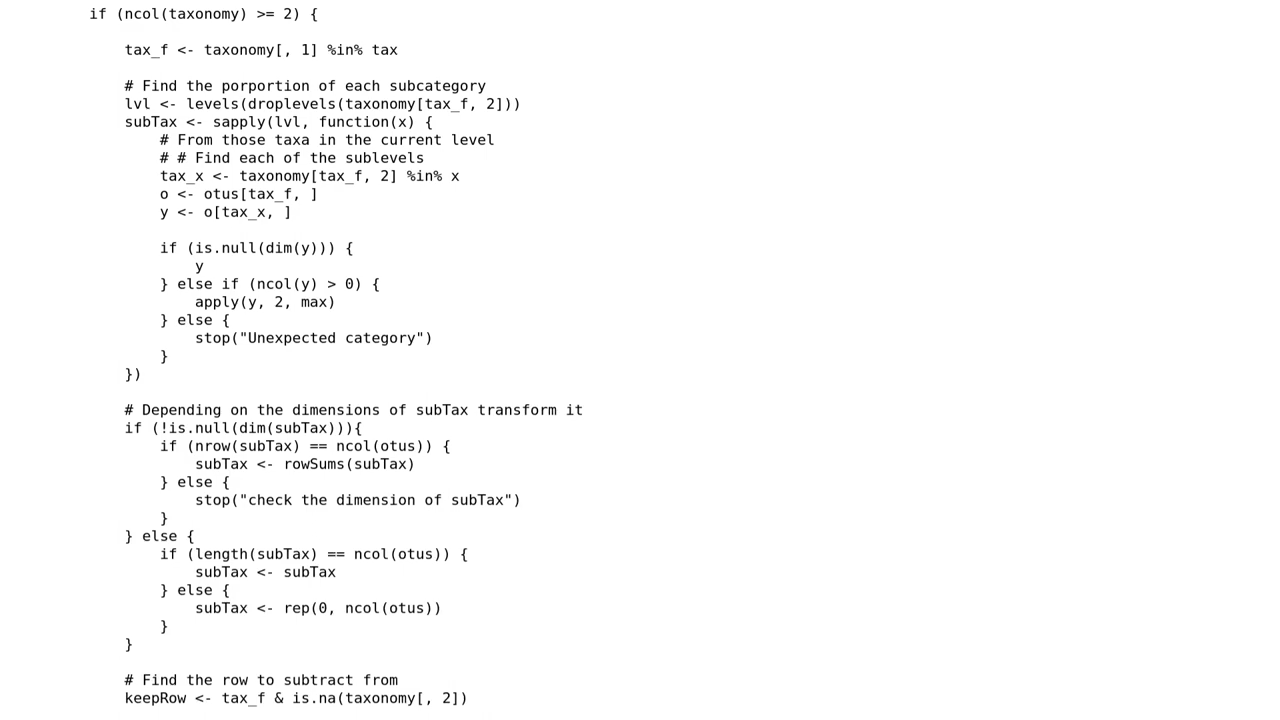 if (ncol(taxonomy) >= 2) {
tax_f <- taxonomy[, 1] %in% tax
# Find the porportion of each subcategory
lvl <- levels(droplevels(taxonomy[tax_f, 2]))
subTax <- sapply(lvl, function(x) {
# From those taxa in the current level
# # Find each of the sublevels
tax_x <- taxonomy[tax_f, 2] %in% x
o <- otus[tax_f, ]
y <- o[tax_x, ]
if (is.null(dim(y))) {
y
} else if (ncol(y) > 0) {
apply(y, 2, max)
} else {
stop("Unexpected category")
}
})
# Depending on the dimensions of subTax transform it
if (!is.null(dim(subTax))){
if (nrow(subTax) == ncol(otus)) {
subTax <- rowSums(subTax)
} else {
stop("check the dimension of subTax")
}
} else {
if (length(subTax) == ncol(otus)) {
subTax <- subTax
} else {
subTax <- rep(0, ncol(otus))
}
}
# Find the row to subtract from
keepRow <- tax_f & is.na(taxonomy[, 2])